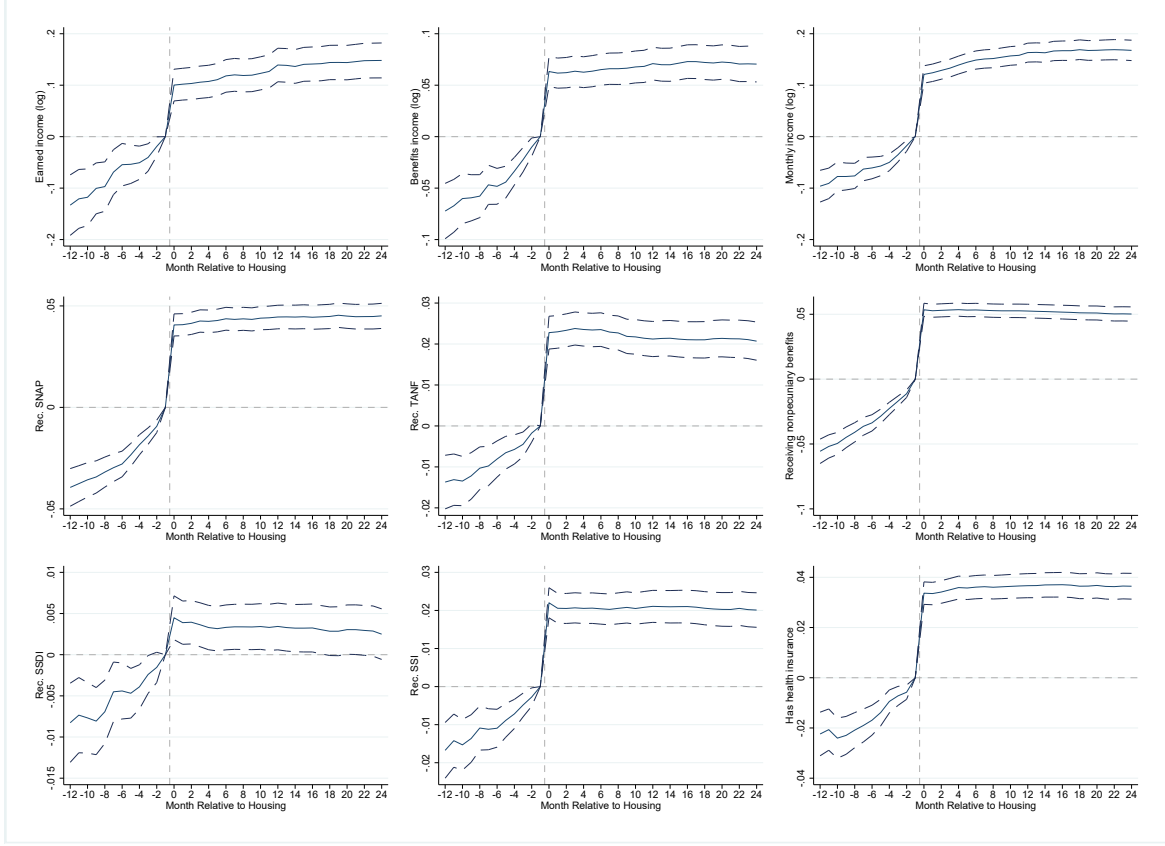 Earned income (log)
.2
.1
0
-.1
-.2
-12 -10 -8 -6 -4 -2 0 2 4 6 8 10 12 14 16 18 20 22 24
Month Relative to Housing
Benefits income (log)
.1
.05
0
-.05
-.1
-12 -10 -8 -6 -4 -2 0 2 4 6 8 10 12 14 16 18 20 22 24
Month Relative to Housing
Monthly income (log)
.2
.1
0
-.1
-.2
-12 -10 -8 -6 -4 -2 0 2 4 6 8 10 12 14 16 18 20 22 24
Month Relative to Housing
Rec. SNAP
.05
0
-.05
-12 -10 -8 -6 -4 -2 0 2 4 6 8 10 12 14 16 18 20 22 24
Month Relative to Housing
Rec. TANF
.03
.02
.01
0
-.01
-.02
-12 -10 -8 -6 -4 -2 0 2 4 6 8 10 12 14 16 18 20 22 24
Month Relative to Housing
Receiving nonpecuniary benefits
.05
0
-.05
-.1
-12 -10 -8 -6 -4 -2 0 2 4 6 8 10 12 14 16 18 20 22 24
Month Relative to Housing
Rec. SSDI
.01
.005
0
-.005
-.01
-.015
-12 -10 -8 -6 -4 -2 0 2 4 6 8 10 12 14 16 18 20 22 24
Month Relative to Housing
Rec. SSI
.03
.02
.01
0
-.01
-.02
-12 -10 -8 -6 -4 -2 0 2 4 6 8 10 12 14 16 18 20 22 24
Month Relative to Housing
Has health insurance
.04
.02
0
-.02
-.04
-12 -10 -8 -6 -4 -2 0 2 4 6 8 10 12 14 16 18 20 22 24
Month Relative to Housing